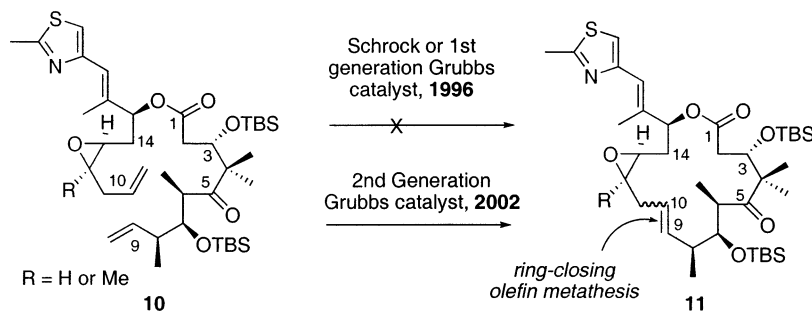 S
N
O
O
1
OTBS
H
14
3
O
R
10
5
O
9
OTBS
R = H or Me
10
Schrock or 1st
generation Grubbs
catalyst, 1996
2nd Generation
Grubbs catalyst, 2002
S
N
O
O
1
OTBS
H
14
3
O
R
10
5
9
O
OTBS
ring-closing
olefin metathesis
11